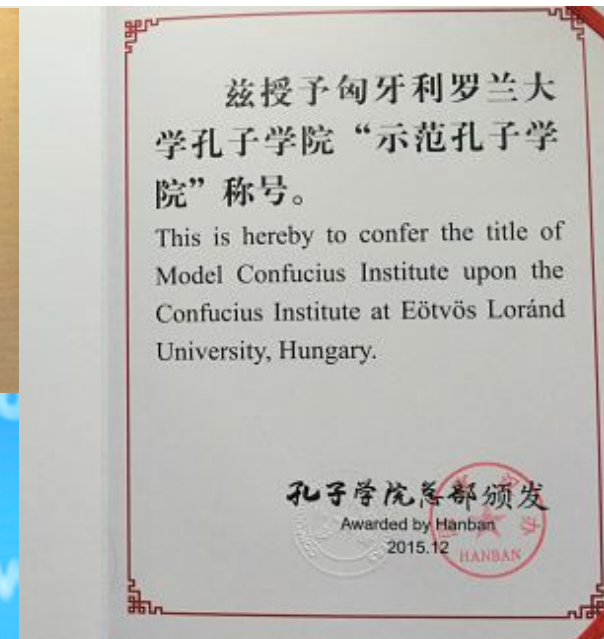 兹授予匈牙利罗兰大
学孔子学院“示范孔子学
院”称号。
This is hereby to confer the title of
Model Confucius Institute upon the
Confucius Institute at Eötvös Loránd
University, Hungary.
孔子学院总部颁发
Awarded by Hanban
2015.12
HANBAN